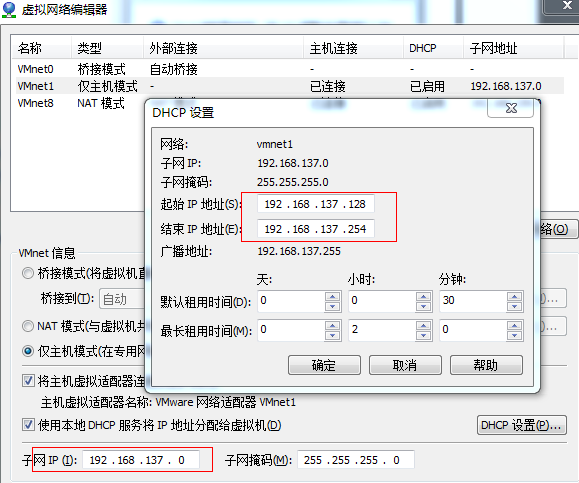 虚拟网络编辑器
名称 类型 外部连接 主机连接 DHCP 子网地址
VMnet0 桥接模式 自动桥接 - - -
VMnet1 仅主机模式 - 已连接 已启用 192.168.137.0
VMnet8 NAT 模式
DHCP 设置
网络: vmnet1
子网 IP: 192.168.137.0
子网掩码: 255.255.255.0
起始 IP 地址(S): 192 .168 .137 .128
结束 IP 地址(E): 192 .168 .137 .254
广播地址: 192.168.137.255
络(O)
VMnet 信息
天: 小时: 分钟:
桥接模式(将虚拟机
桥接到(T): 自动
默认租用时间(D): 0 0 30
NAT 模式(与虚拟机
最长租用时间(M): 0 2 0
仅主机模式(在专用网
确定 取消 帮助
将主机虚拟适配器连
主机虚拟适配器名称: VMware 网络适配器 VMnet1
使用本地 DHCP 服务将 IP 地址分配给虚拟机(D) DHCP 设置(P)...
子网 IP (I): 192 .168 .137 . 0 子网掩码(M): 255 .255 .255 . 0